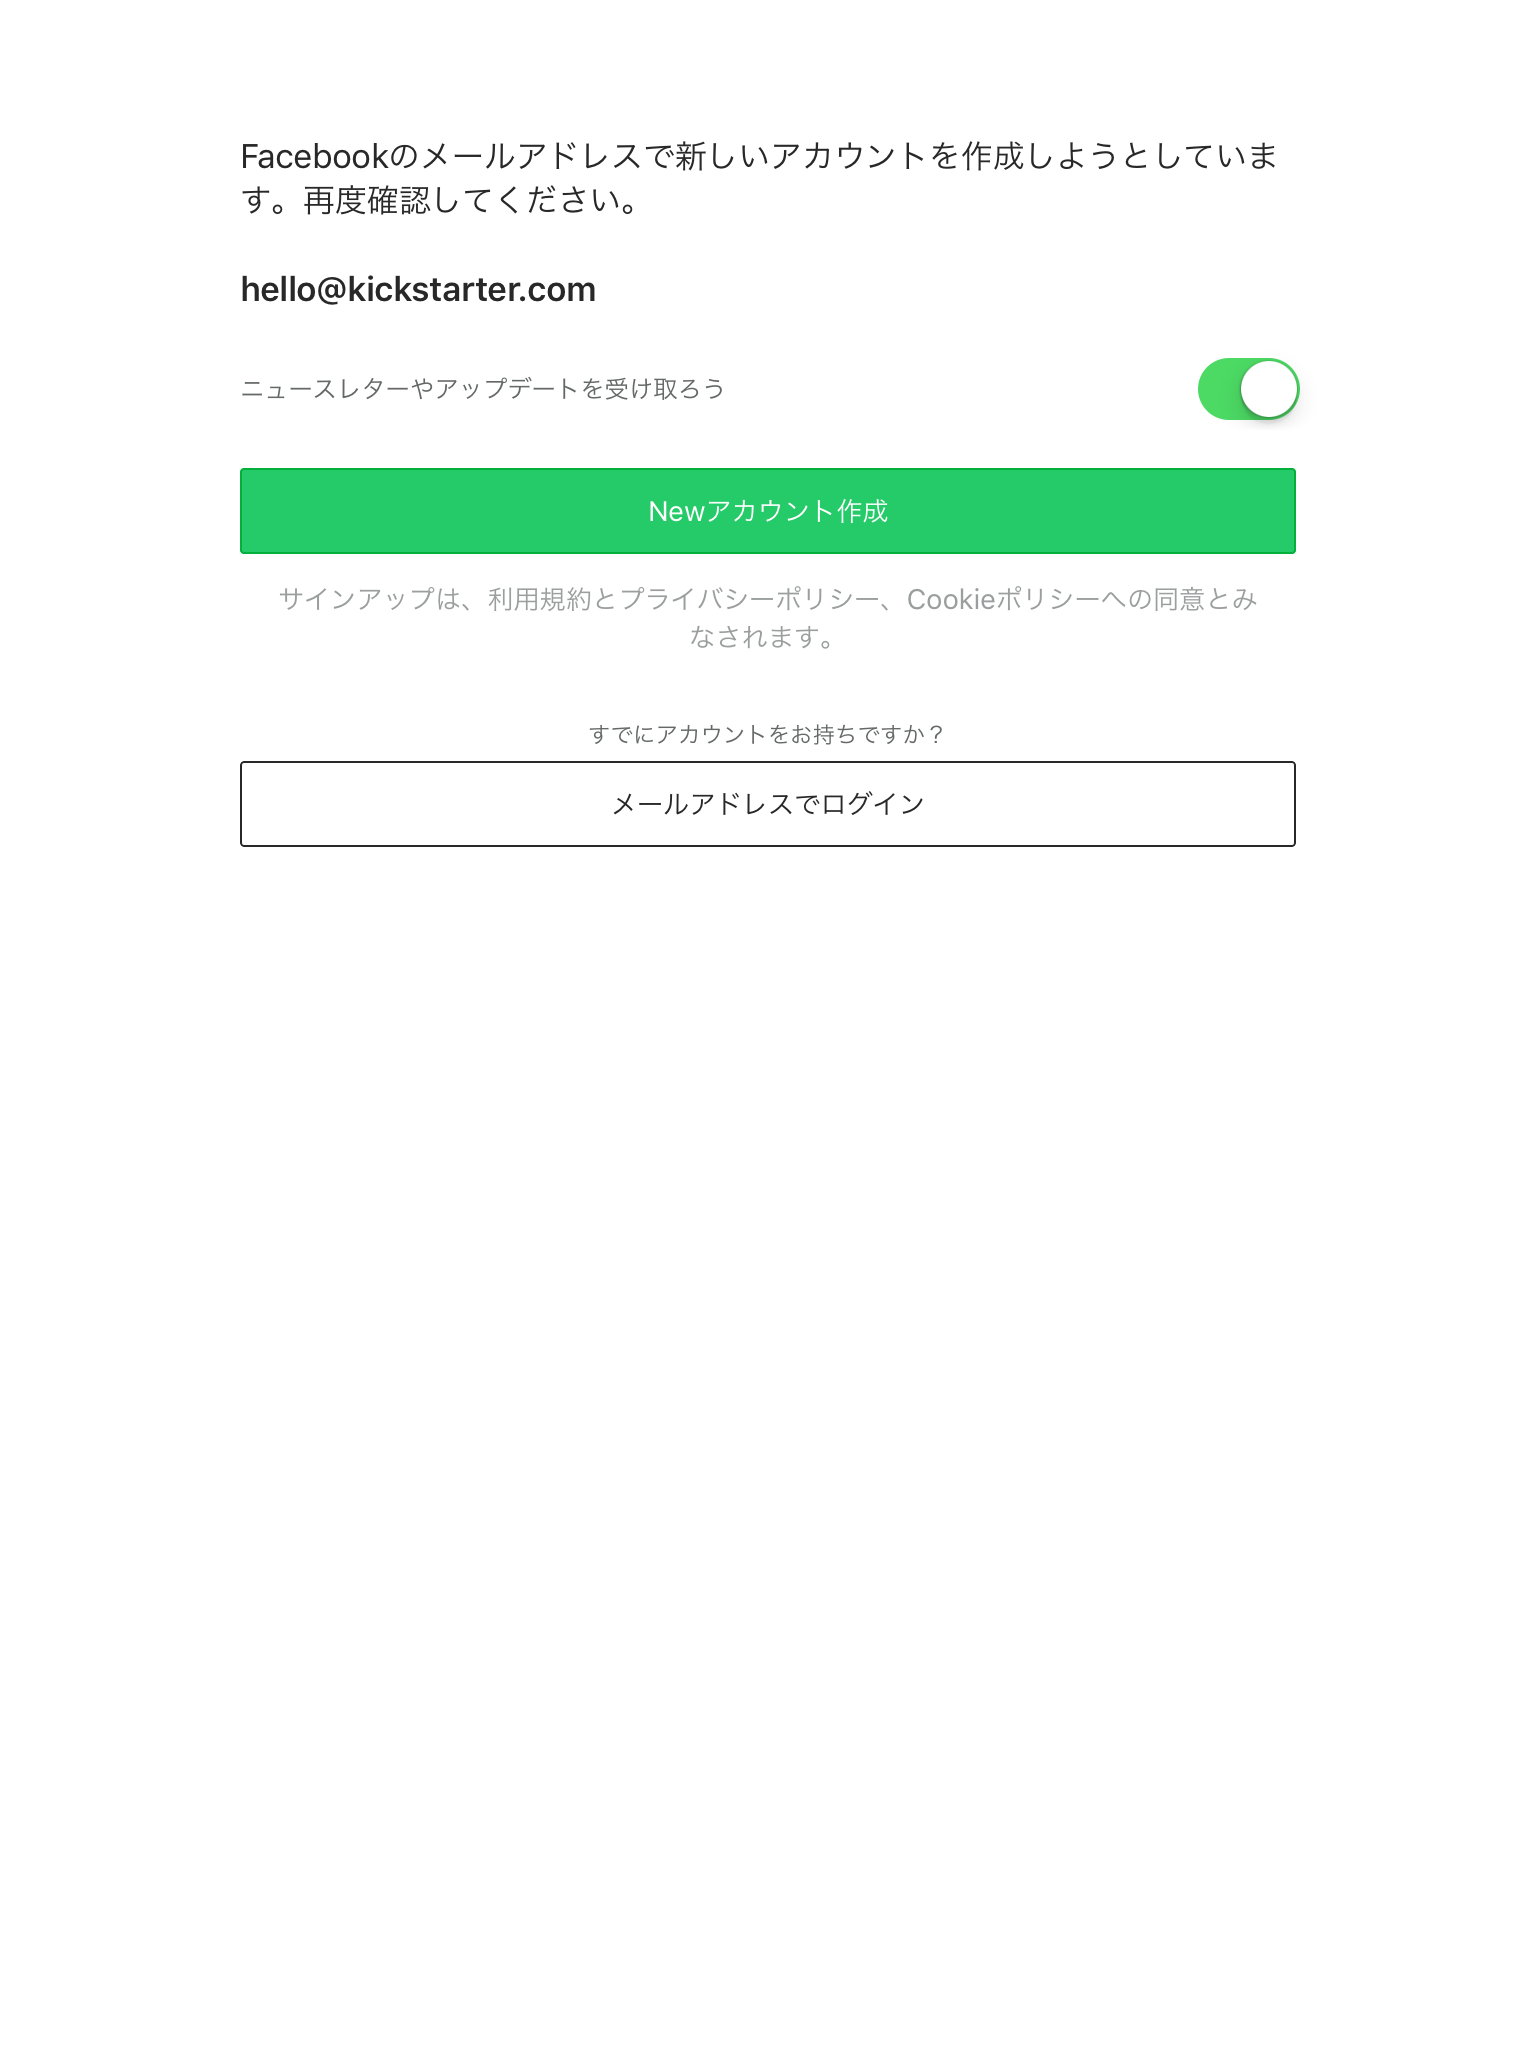 Facebookのメールアドレスで新しいアカウントを作成しようとしていま
す。再度確認してください。
hello@kickstarter.com
ニュースレターやアップデートを受け取ろう
Newアカウント作成
サインアップは、利用規約とプライバシーポリシー、Cookieポリシーへの同意とみ
なされます。
すでにアカウントをお持ちですか？
メールアドレスでログイン